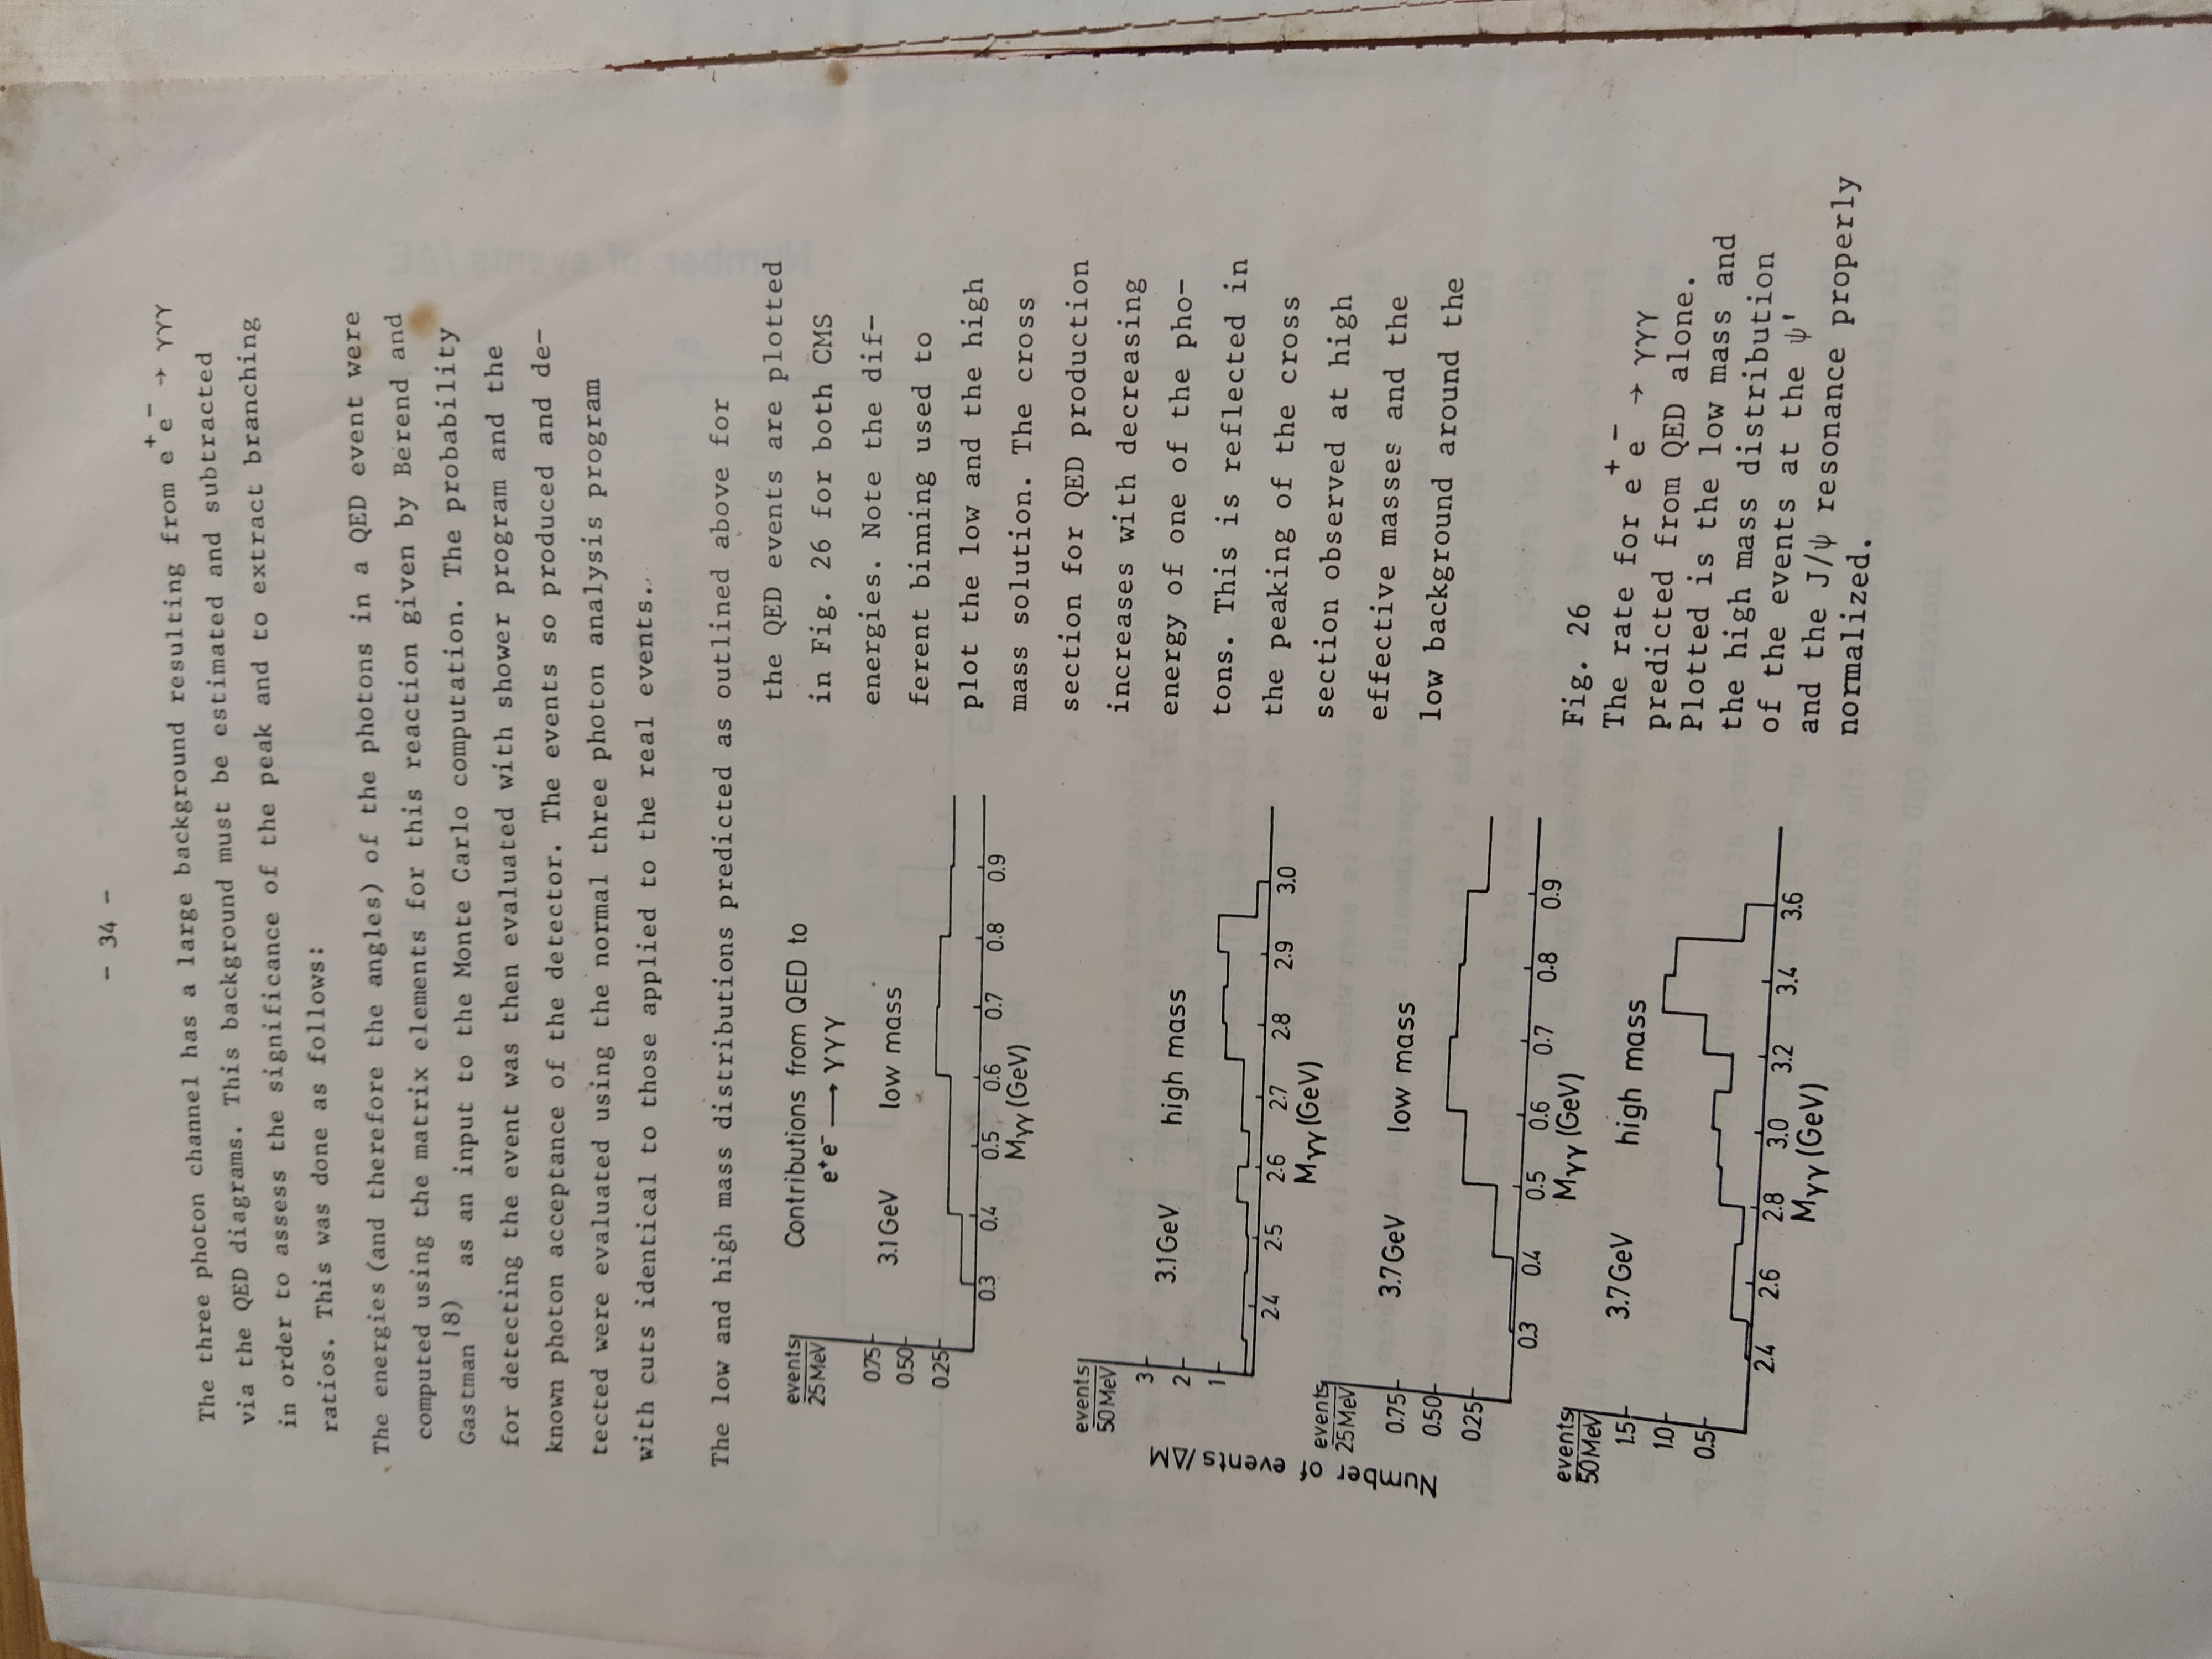 - 34 -
The three photon channel has a large background resulting from e⁺e⁻ → γγγ
via the QED diagrams. This background must be estimated and subtracted
in order to assess the significance of the peak and to extract branching
ratios. This was done as follows:
The energies (and therefore the angles) of the photons in a QED event were
computed using the matrix elements for this reaction given by Berend and
Gastman 18) as an input to the Monte Carlo computation. The probability
for detecting the event was then evaluated with shower program and the
known photon acceptance of the detector. The events so produced and de-
tected were evaluated using the normal three photon analysis program
with cuts identical to those applied to the real events.
The low and high mass distributions predicted as outlined above for
the QED events are plotted
in Fig. 26 for both CMS
energies. Note the dif-
ferent binning used to
plot the low and the high
mass solution. The cross
section for QED production
increases with decreasing
energy of one of the pho-
tons. This is reflected in
the peaking of the cross
section observed at high
effective masses and the
low background around the
Contributions from QED to
e⁺e⁻ → γγγ
events
25 MeV
3.1 GeV low mass
0.75
0.50
0.25
0.3 0.4 0.5 0.6 0.7 0.8 0.9
Mγγ (GeV)
events
50 MeV
3.1 GeV high mass
3
2
1
2.4 2.5 2.6 2.7 2.8 2.9 3.0
Mγγ (GeV)
Number of events/ΔM
events
25 MeV
3.7 GeV low mass
0.75
0.50
0.25
0.3 0.4 0.5 0.6 0.7 0.8 0.9
Mγγ (GeV)
events
50 MeV
3.7 GeV high mass
1.5
1.0
0.5
2.4 2.6 2.8 3.0 3.2 3.4 3.6
Mγγ (GeV)
Fig. 26
The rate for e⁺e⁻ → γγγ
predicted from QED alone.
Plotted is the low mass and
the high mass distribution
of the events at the ψ'
and the J/ψ resonance properly
normalized.